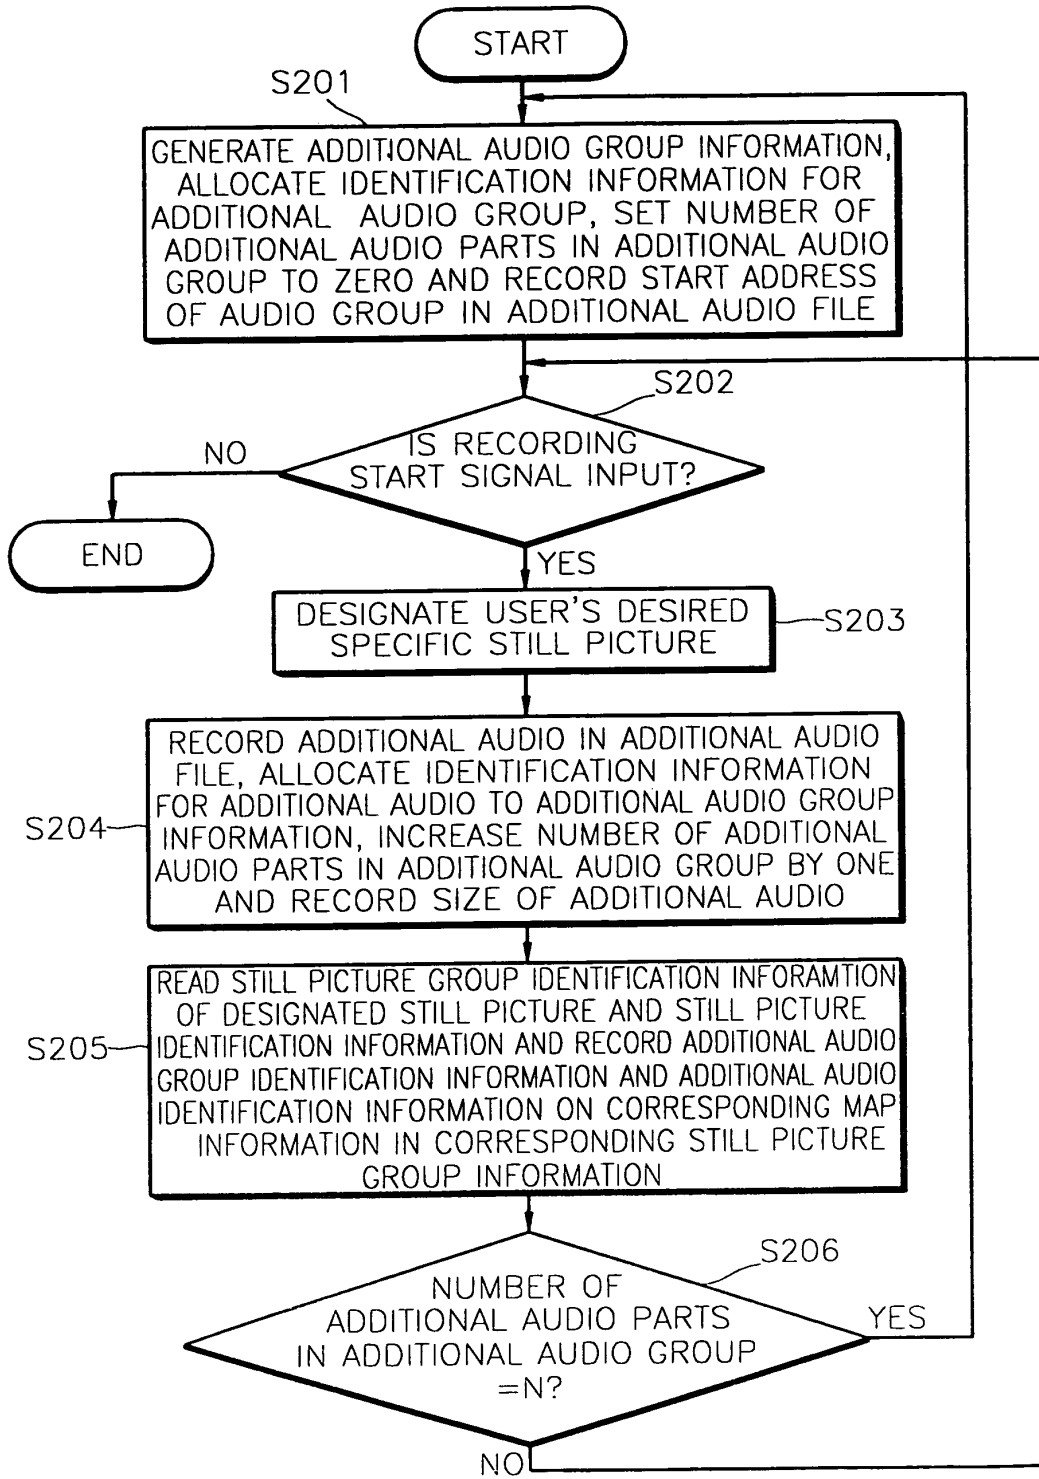 START
S201
GENERATE ADDITIONAL AUDIO GROUP INFORMATION,
ALLOCATE IDENTIFICATION INFORMATION FOR
ADDITIONAL AUDIO GROUP, SET NUMBER OF
ADDITIONAL AUDIO PARTS IN ADDITIONAL AUDIO
GROUP TO ZERO AND RECORD START ADDRESS
OF AUDIO GROUP IN ADDITIONAL AUDIO FILE
S202
IS RECORDING
START SIGNAL INPUT?
NO
END
YES
DESIGNATE USER'S DESIRED
SPECIFIC STILL PICTURE
S203
RECORD ADDITIONAL AUDIO IN ADDITIONAL AUDIO
FILE, ALLOCATE IDENTIFICATION INFORMATION
FOR ADDITIONAL AUDIO TO ADDITIONAL AUDIO GROUP
INFORMATION, INCREASE NUMBER OF ADDITIONAL
AUDIO PARTS IN ADDITIONAL AUDIO GROUP BY ONE
AND RECORD SIZE OF ADDITIONAL AUDIO
S204
READ STILL PICTURE GROUP IDENTIFICATION INFORAMTION
OF DESIGNATED STILL PICTURE AND STILL PICTURE
IDENTIFICATION INFORMATION AND RECORD ADDITIONAL AUDIO
GROUP IDENTIFICATION INFORMATION AND ADDITIONAL AUDIO
IDENTIFICATION INFORMATION ON CORRESPONDING MAP
INFORMATION IN CORRESPONDING STILL PICTURE
GROUP INFORMATION
S205
S206
NUMBER OF
ADDITIONAL AUDIO PARTS
IN ADDITIONAL AUDIO GROUP
=N?
YES
NO